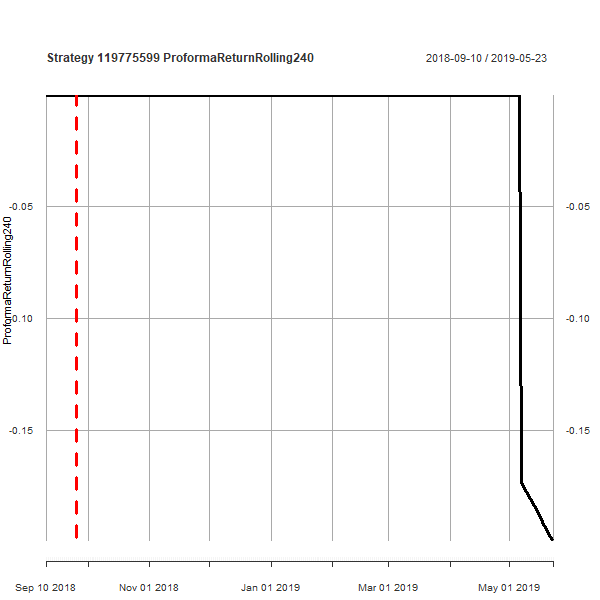 Strategy 119775599 ProformaReturnRolling240
2018-09-10 / 2019-05-23
ProformaReturnRolling240
-0.05
-0.05
-0.10
-0.10
-0.15
-0.15
Sep 10 2018
Nov 01 2018
Jan 01 2019
Mar 01 2019
May 01 2019